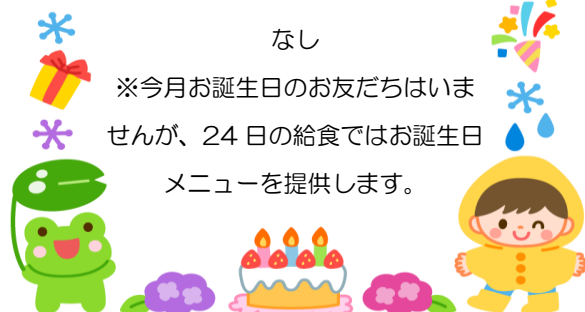 なし
※今月お誕生日のお友だちはいま
せんが、24 日の給食ではお誕生日
メニューを提供します。